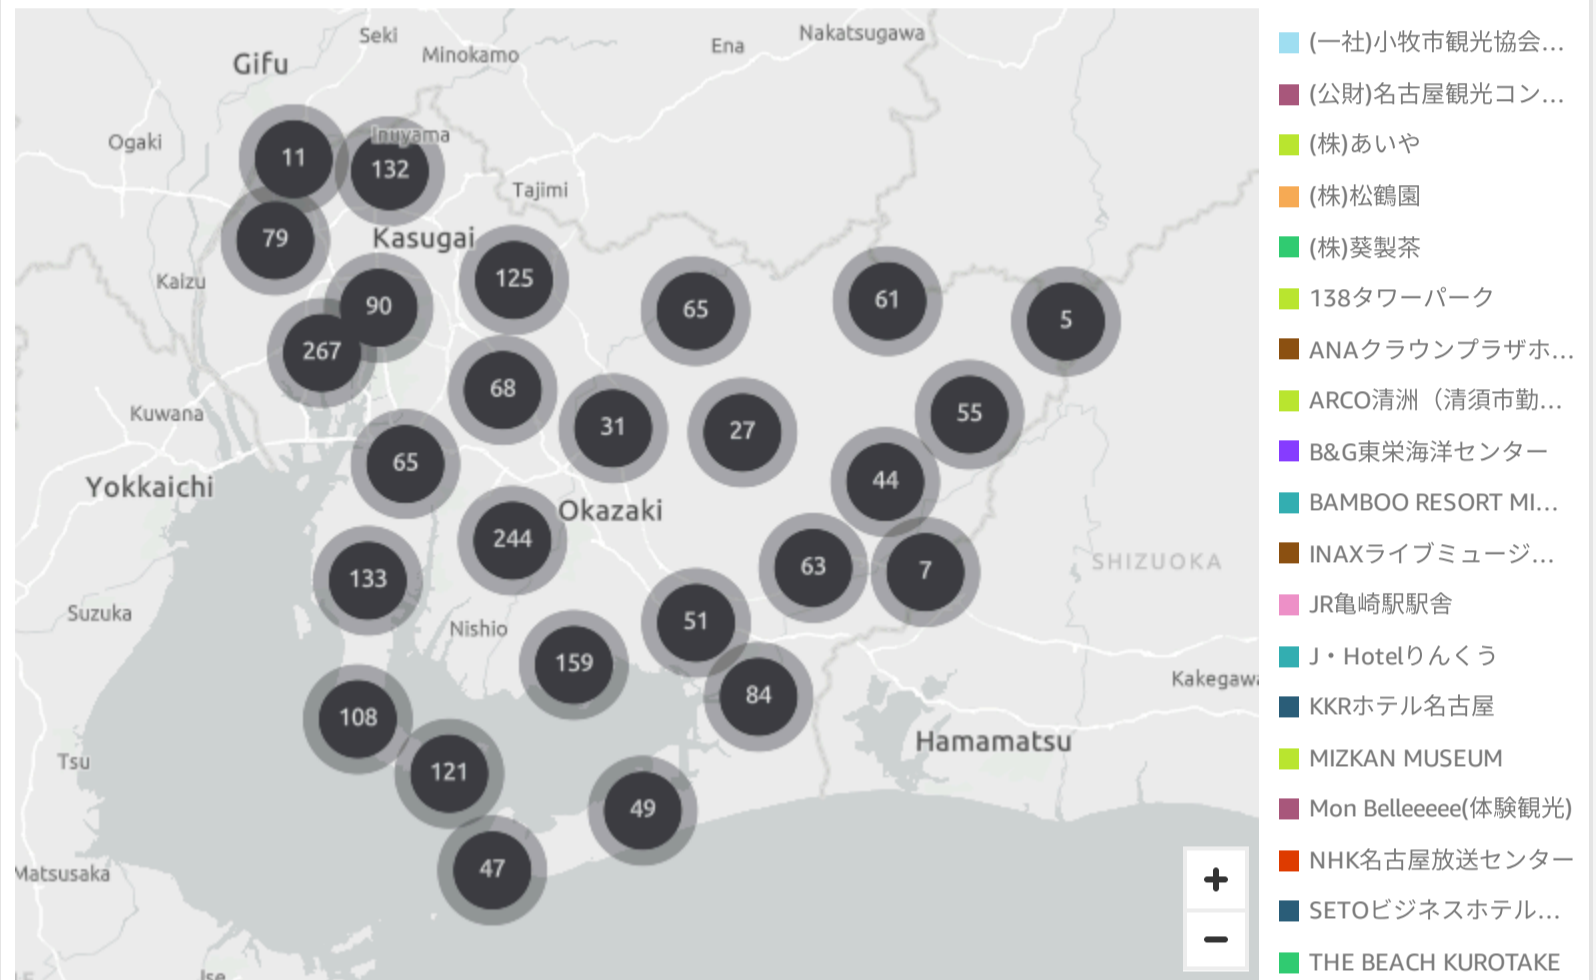 Seki
Nakatsugawa
Ena
Minokamo
Gifu
Inuyama
Ogaki
11
132
Tajimi
79
Kasugai
125
Kaizu
90
65
61
5
267
68
Kuwana
31
27
55
65
44
Yokkaichi
Okazaki
244
SHIZUOKA
133
63
7
Suzuka
Nishio
51
159
Kakegawa
84
108
Hamamatsu
Tsu
121
49
Matsusaka
47
Ise
+
−
(一社)小牧市観光協会…
(公財)名古屋観光コン…
(株)あいや
(株)松鶴園
(株)葵製茶
138タワーパーク
ANAクラウンプラザホ…
ARCO清洲（清須市勤…
B&G東栄海洋センター
BAMBOO RESORT MI…
INAXライブミュージ…
JR亀崎駅駅舎
J・Hotelりんくう
KKRホテル名古屋
MIZKAN MUSEUM
Mon Belleeeee(体験観光)
NHK名古屋放送センター
SETOビジネスホテル…
THE BEACH KUROTAKE